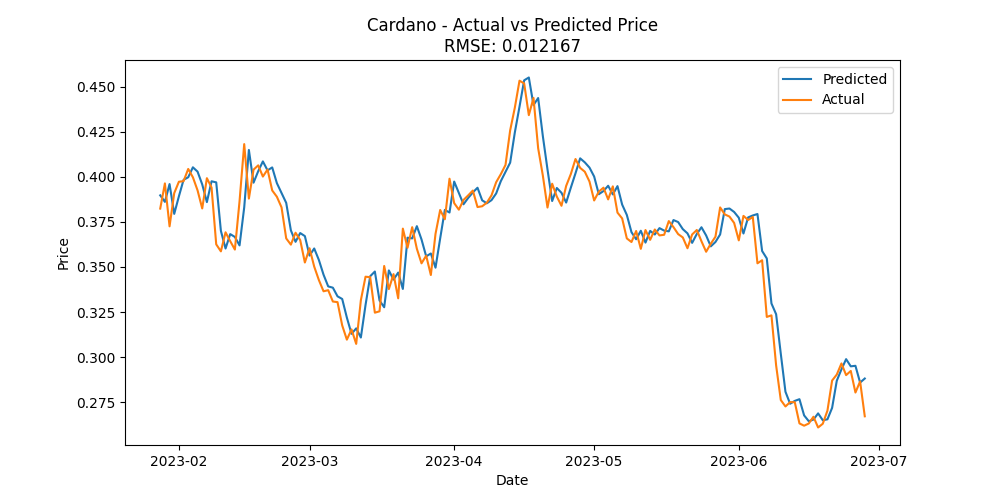 Cardano - Actual vs Predicted Price
RMSE: 0.012167
Predicted
Actual
0.450
0.425
0.400
0.375
0.350
0.325
0.300
0.275
Price
2023-02 2023-03 2023-04 2023-05 2023-06 2023-07
Date